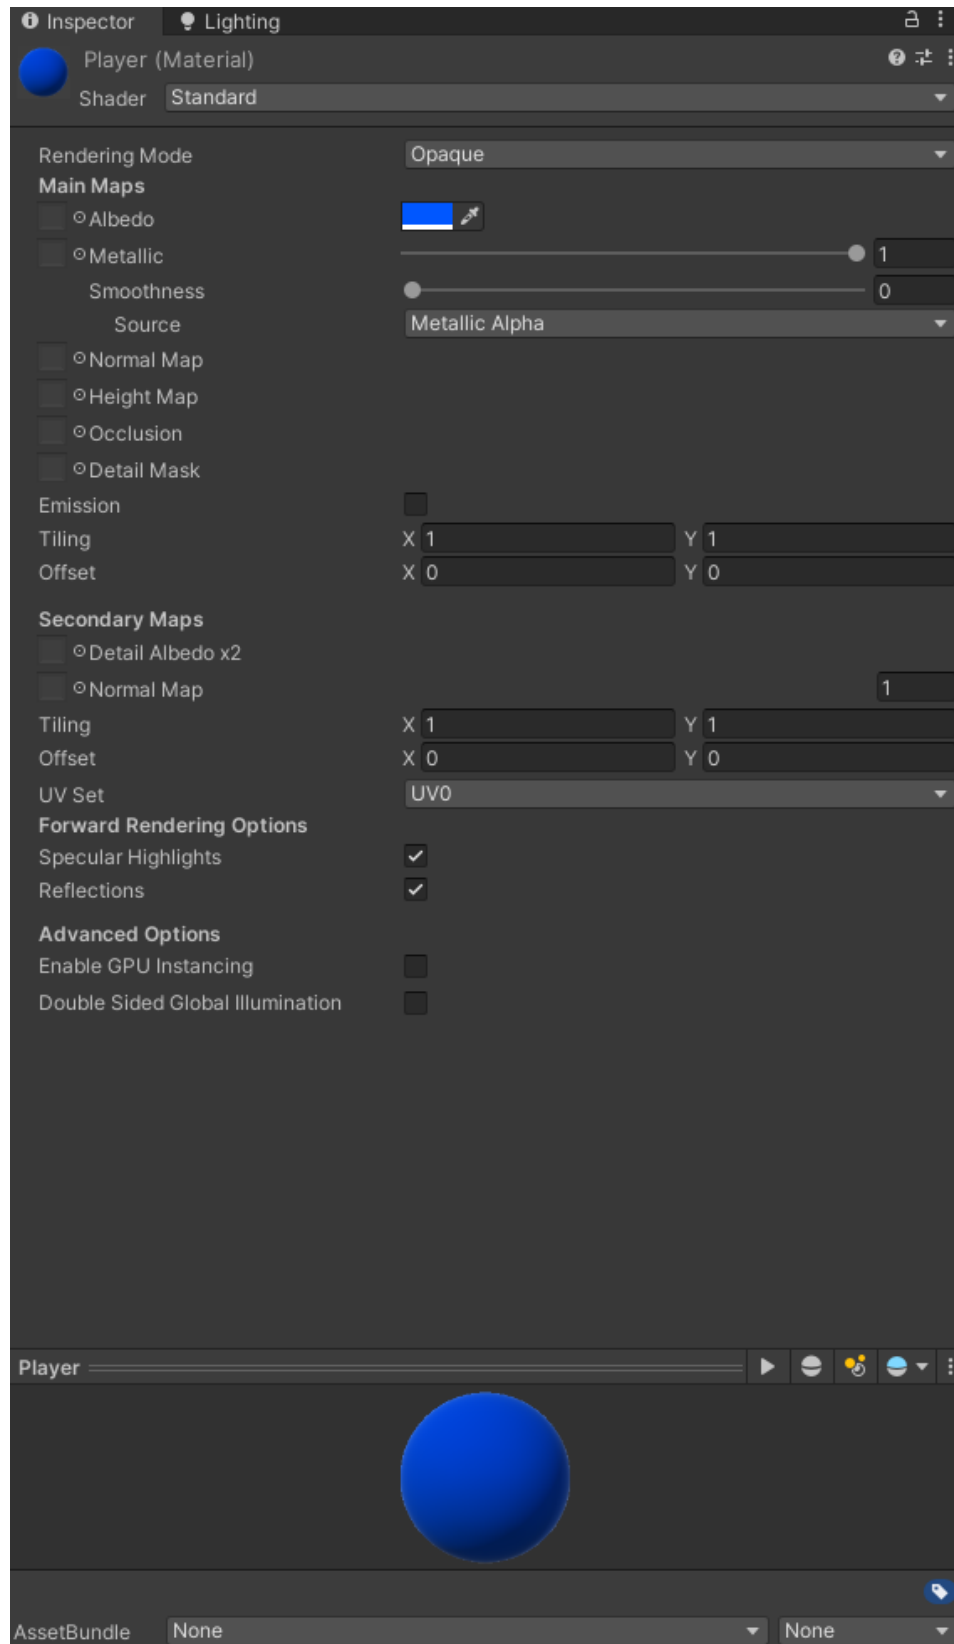 Inspector Lighting
Player (Material)
Shader Standard
Rendering Mode Opaque
Main Maps
Albedo
Metallic 1
Smoothness 0
Source Metallic Alpha
Normal Map
Height Map
Occlusion
Detail Mask
Emission
Tiling X 1 Y 1
Offset X 0 Y 0
Secondary Maps
Detail Albedo x2
Normal Map 1
Tiling X 1 Y 1
Offset X 0 Y 0
UV Set UV0
Forward Rendering Options
Specular Highlights
Reflections
Advanced Options
Enable GPU Instancing
Double Sided Global Illumination
Player
AssetBundle None None